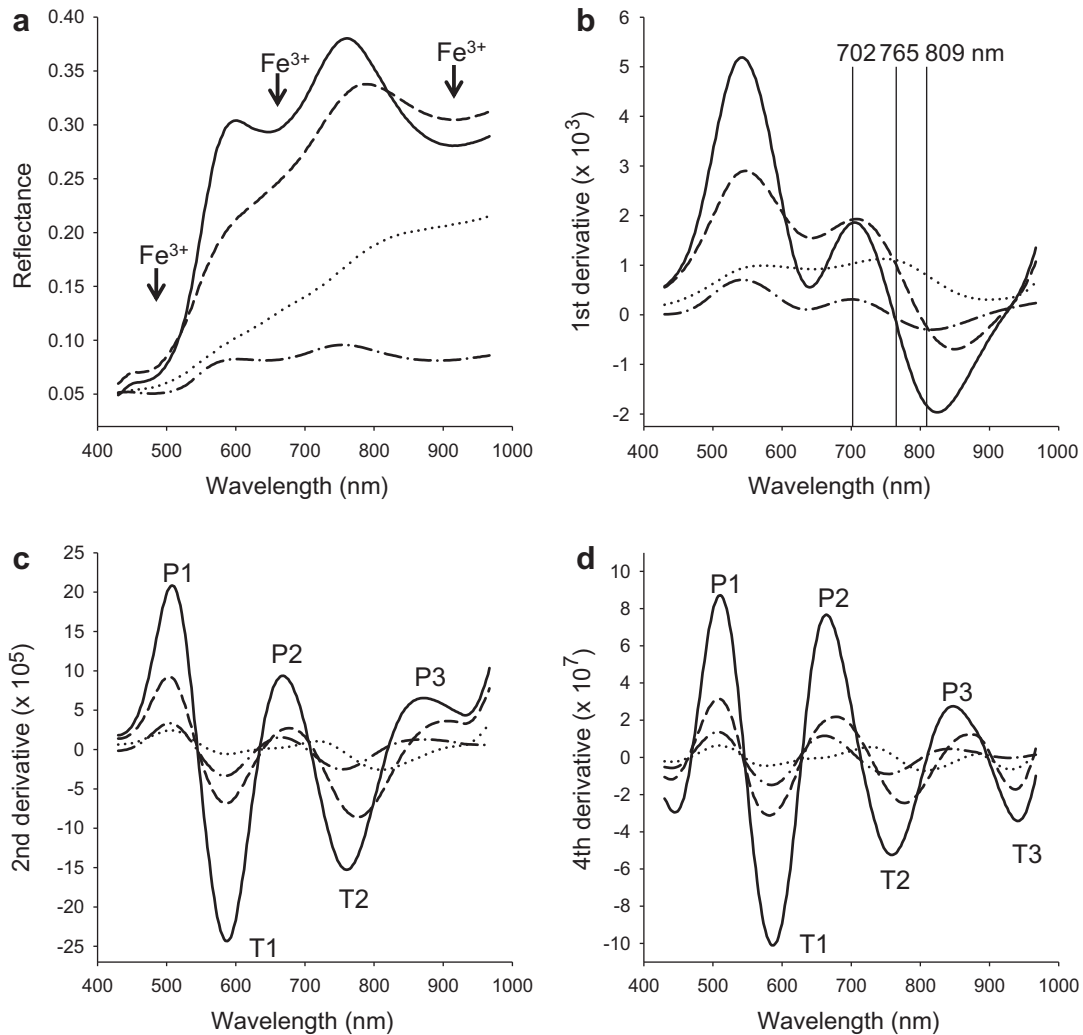 a
0.40
0.35
0.30
0.25
0.20
0.15
0.10
0.05
Reflectance
Fe³⁺
Fe³⁺
Fe³⁺
400 500 600 700 800 900 1000
Wavelength (nm)
b
6
5
4
3
2
1
0
-1
-2
1st derivative (x 10³)
702 765 809 nm
400 500 600 700 800 900 1000
Wavelength (nm)
c
25
20
15
10
5
0
-5
-10
-15
-20
-25
2nd derivative (x 10⁵)
P1
P2
P3
T1
T2
400 500 600 700 800 900 1000
Wavelength (nm)
d
10
8
6
4
2
0
-2
-4
-6
-8
-10
4th derivative (x 10⁷)
P1
P2
P3
T1
T2
T3
400 500 600 700 800 900 1000
Wavelength (nm)